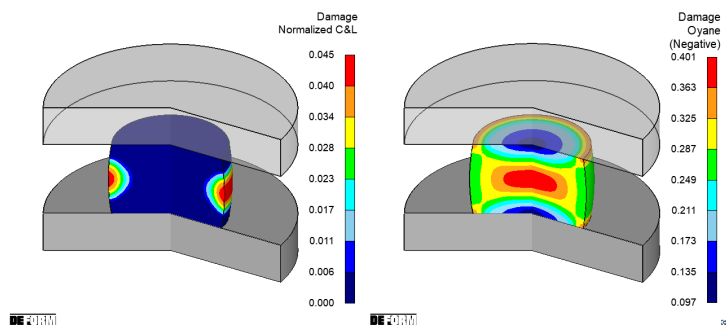 Damage
Normalized C&L
0.045
0.040
0.034
0.028
0.023
0.017
0.011
0.006
0.000
DEFORM
Damage
Oyane
(Negative)
0.401
0.363
0.325
0.287
0.249
0.211
0.173
0.135
0.097
DEFORM